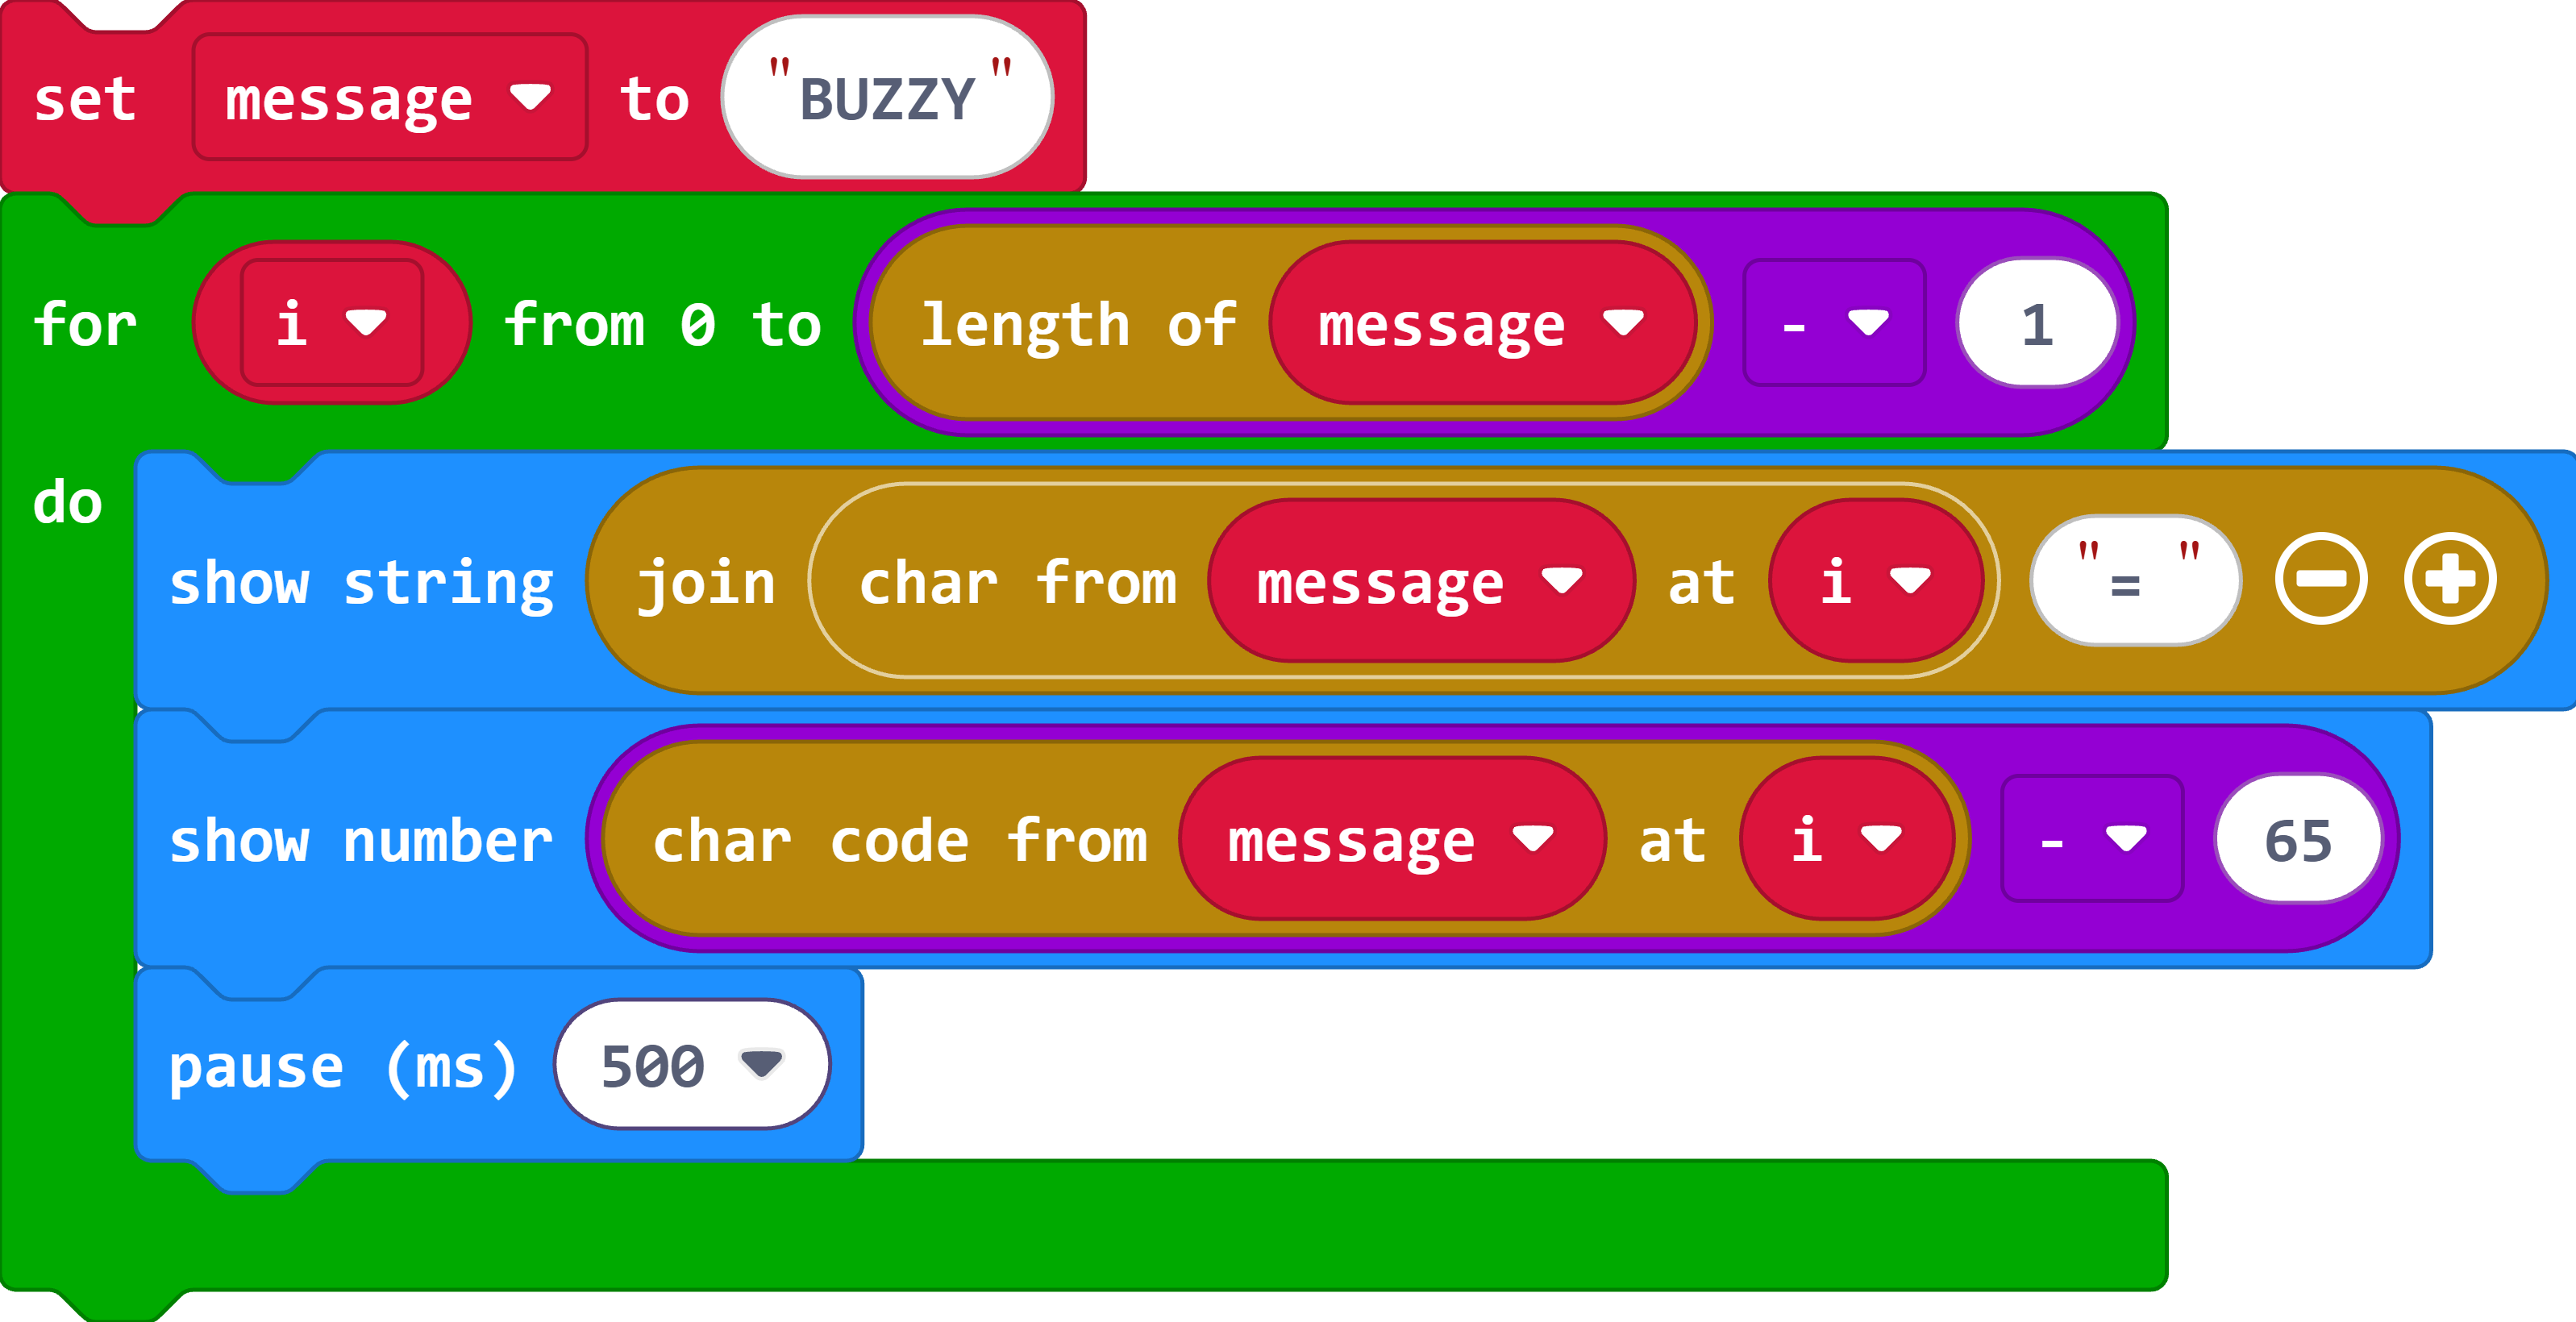 set message to "BUZZY"
for i from 0 to length of message - 1
do
show string join char from message at i "="
show number char code from message at i - 65
pause (ms) 500